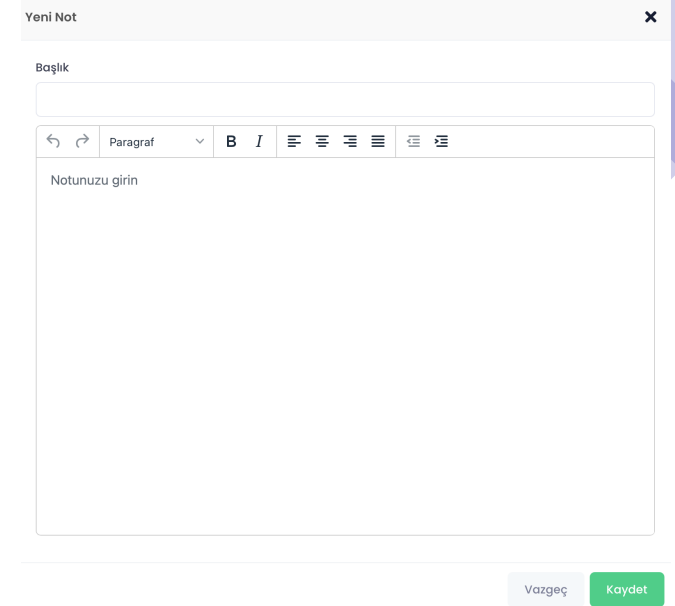 Yeni Not
Başlık
Paragraf B I
Notunuzu girin
Vazgeç Kaydet